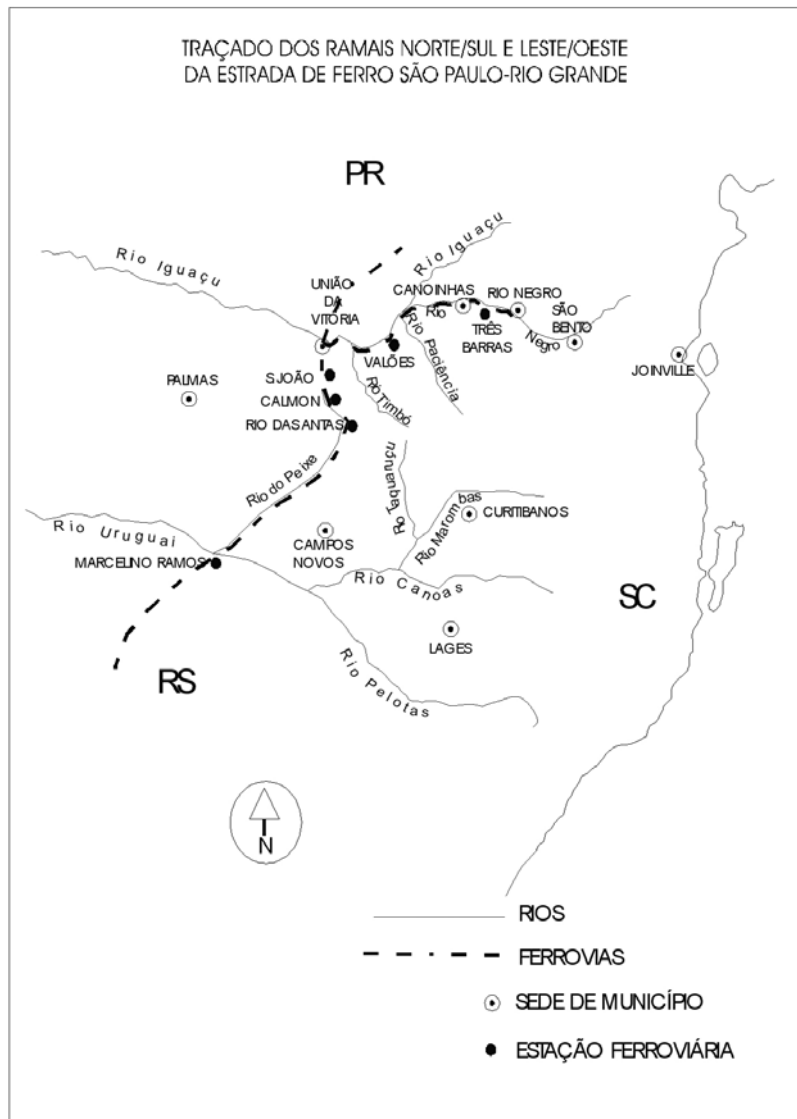 TRAÇADO DOS RAMAIS NORTE/SUL E LESTE/OESTE
DA ESTRADA DE FERRO SÃO PAULO-RIO GRANDE
PR
Rio Iguaçu
Rio Iguaçu
UNIÃO
DA
VITÓRIA
CANOINHAS
RIO NEGRO
SÃO
BENTO
Rio
Negro
TRÊS
BARRAS
VALÕES
Rio Paciência
JOINVILLE
S.JOÃO
PALMAS
CALMON
Rio Timbó
RIO DAS ANTAS
Rio do Peixe
Rio Taquaruçu
Rio Marombas
CURITIBANOS
Rio Uruguai
CAMPOS
NOVOS
MARCELINO RAMOS
Rio Canoas
SC
LAGES
RS
Rio Pelotas
N
RIOS
FERROVIAS
SEDE DE MUNICÍPIO
ESTAÇÃO FERROVIÁRIA